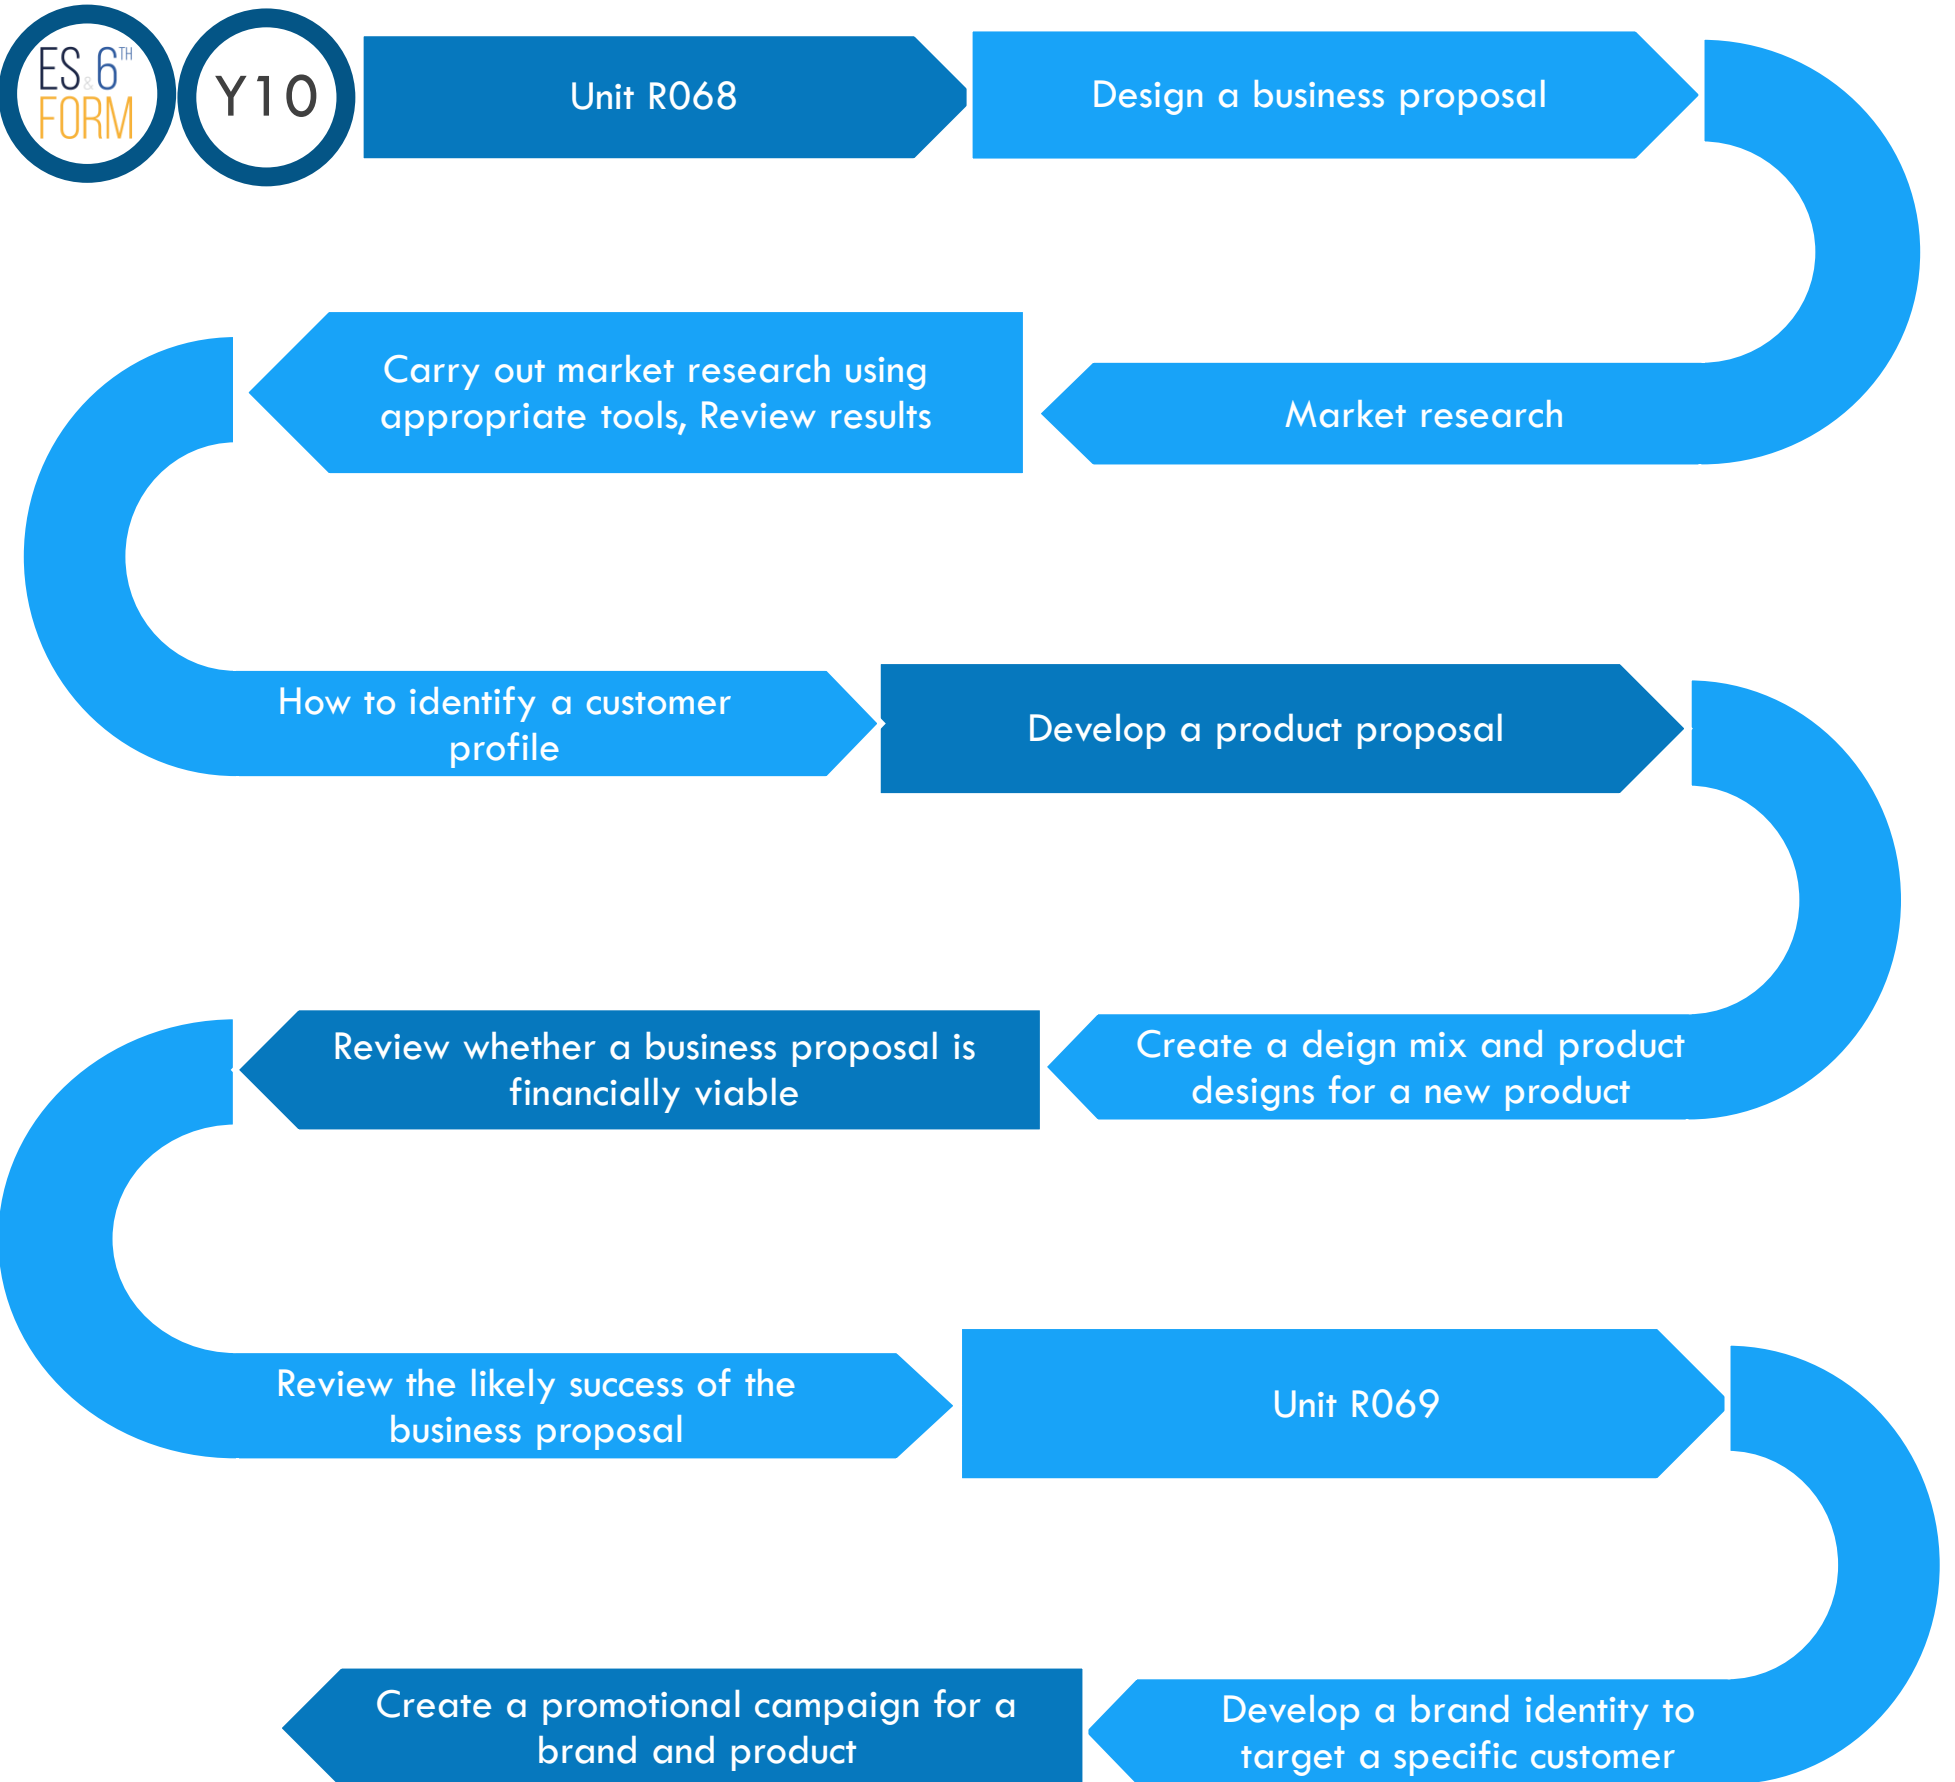 ES & 6TH
FORM
Y10
Unit R068
Design a business proposal
Market research
Carry out market research using
appropriate tools, Review results
How to identify a customer
profile
Develop a product proposal
Create a deign mix and product
designs for a new product
Review whether a business proposal is
financially viable
Review the likely success of the
business proposal
Unit R069
Develop a brand identity to
target a specific customer
Create a promotional campaign for a
brand and product